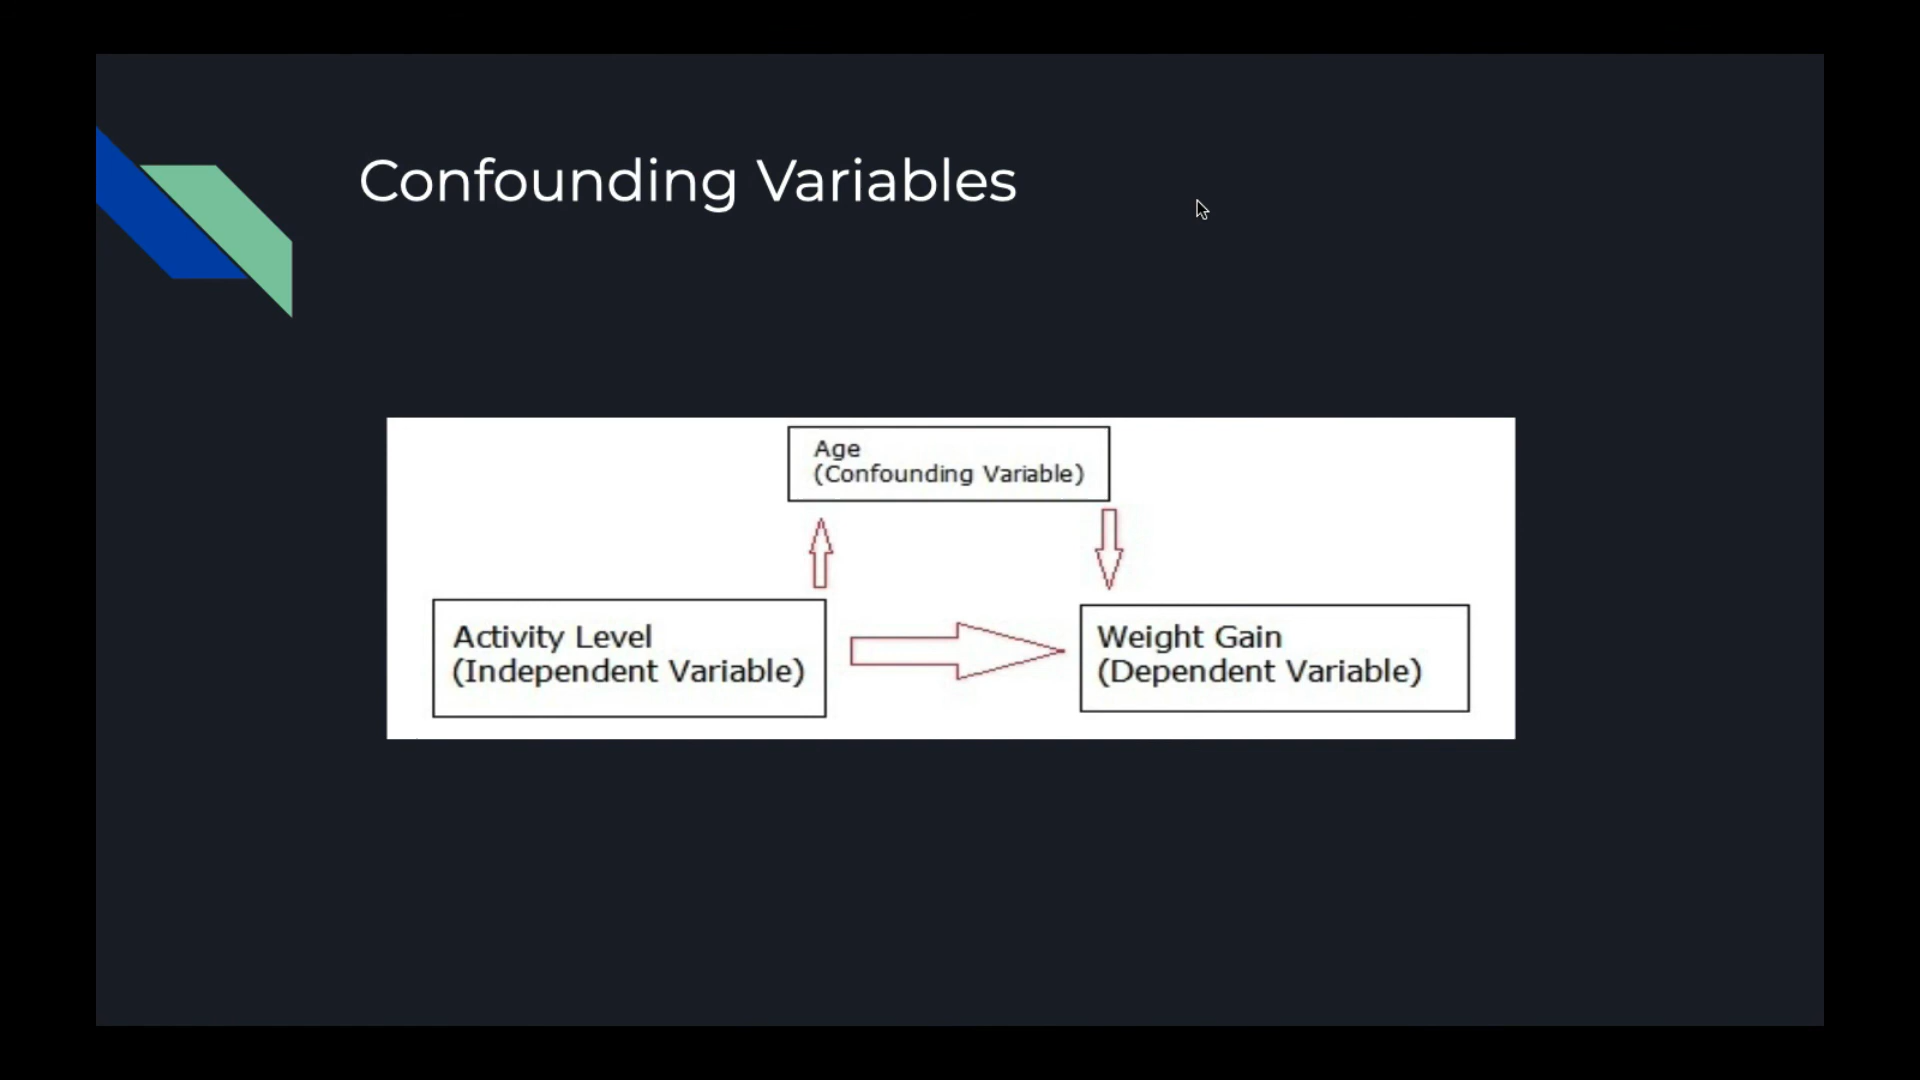 Confounding Variables
Age
(Confounding Variable)
Activity Level
(Independent Variable)
Weight Gain
(Dependent Variable)